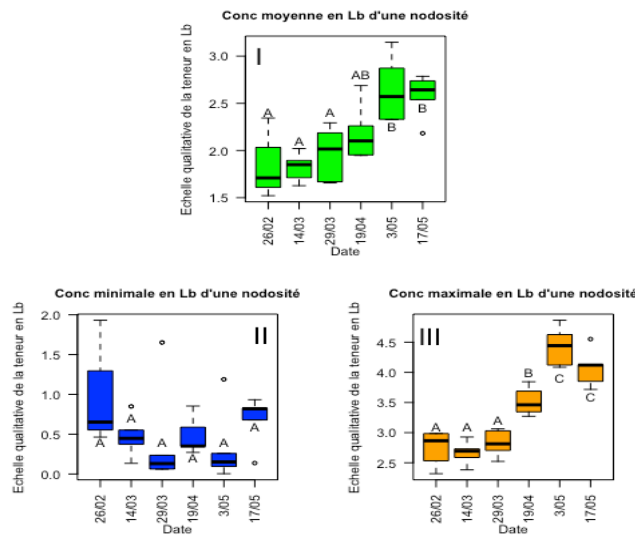 Conc moyenne en Lb d'une nodosité
Echelle qualitative de la teneur en Lb
I
3.0
2.5
2.0
1.5
A
A
A
AB
B
B
26/02
14/03
29/03
19/04
3/05
17/05
Date
Conc minimale en Lb d'une nodosité
Echelle qualitative de la teneur en Lb
II
2.0
1.5
1.0
0.5
0.0
A
A
A
A
A
A
26/02
14/03
29/03
19/04
3/05
17/05
Date
Conc maximale en Lb d'une nodosité
Echelle qualitative de la teneur en Lb
III
4.5
4.0
3.5
3.0
2.5
A
A
A
B
C
C
26/02
14/03
29/03
19/04
3/05
17/05
Date